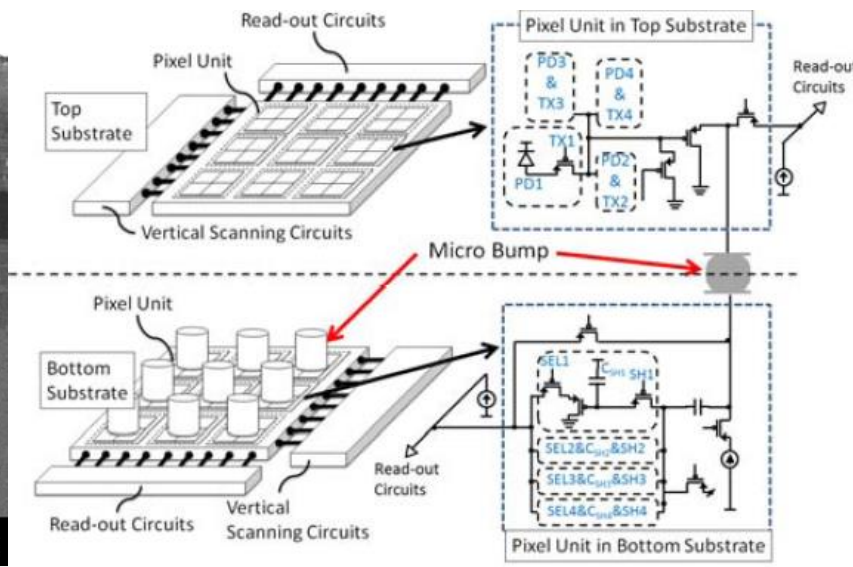 Read-out Circuits
Pixel Unit
Top
Substrate
Vertical Scanning Circuits
Pixel Unit in Top Substrate
PD3
&
TX3
PD4
&
TX4
TX1
PD1
PD2
&
TX2
Read-out
Circuits
Micro Bump
Pixel Unit
Bottom
Substrate
Read-out Circuits
Vertical
Scanning Circuits
Read-out
Circuits
SEL1
CSH1
SH1
SEL2&CSH2&SH2
SEL3&CSH3&SH3
SEL4&CSH4&SH4
Pixel Unit in Bottom Substrate